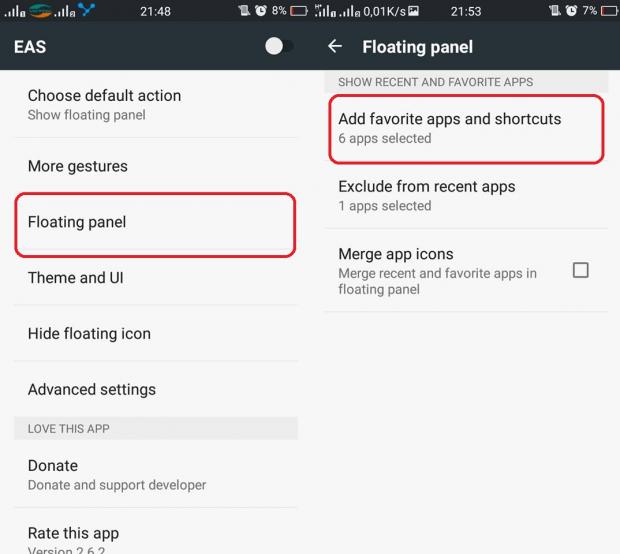 21:48
8%
EAS
Choose default action
Show floating panel
More gestures
Floating panel
Theme and UI
Hide floating icon
Advanced settings
LOVE THIS APP
Donate
Donate and support developer
Rate this app
Version 2.6.2
0,01K/s
21:53
7%
Floating panel
SHOW RECENT AND FAVORITE APPS
Add favorite apps and shortcuts
6 apps selected
Exclude from recent apps
1 apps selected
Merge app icons
Merge recent and favorite apps in
floating panel